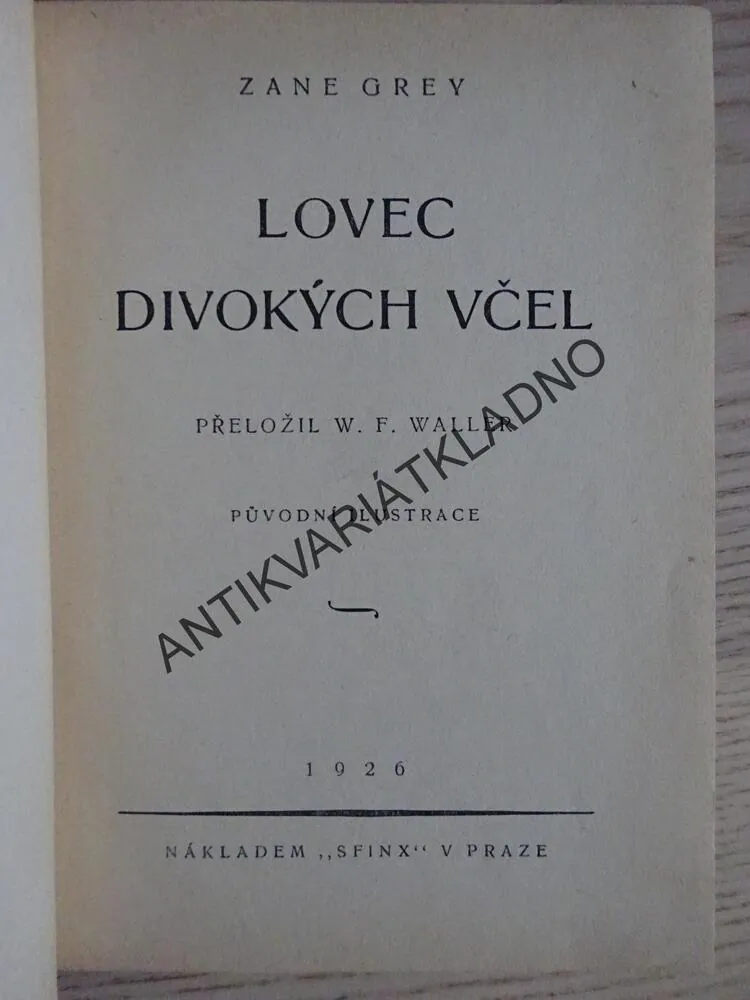 ZANE GREY
LOVEC
DIVOKÝCH VČEL
PŘELOŽIL W. F. WALLER
PŮVODNÍ ILUSTRACE
ANTIKVARIÁTKLADNO
1926
NÁKLADEM „SFINX“ V PRAZE